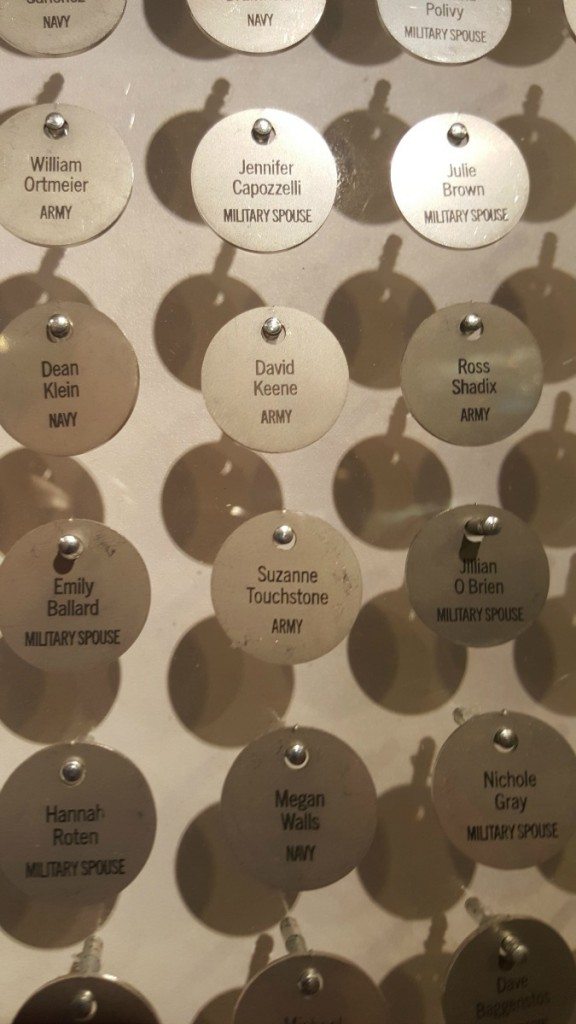 NAVY
NAVY
Polivy
MILITARY SPOUSE
William
Ortmeier
ARMY
Jennifer
Capozzelli
MILITARY SPOUSE
Julie
Brown
MILITARY SPOUSE
Dean
Klein
NAVY
David
Keene
ARMY
Ross
Shadix
ARMY
Emily
Ballard
MILITARY SPOUSE
Suzanne
Touchstone
ARMY
Jillian
O Brien
MILITARY SPOUSE
Hannah
Roten
MILITARY SPOUSE
Megan
Walls
NAVY
Nichole
Gray
MILITARY SPOUSE
Dave
Baggenstos